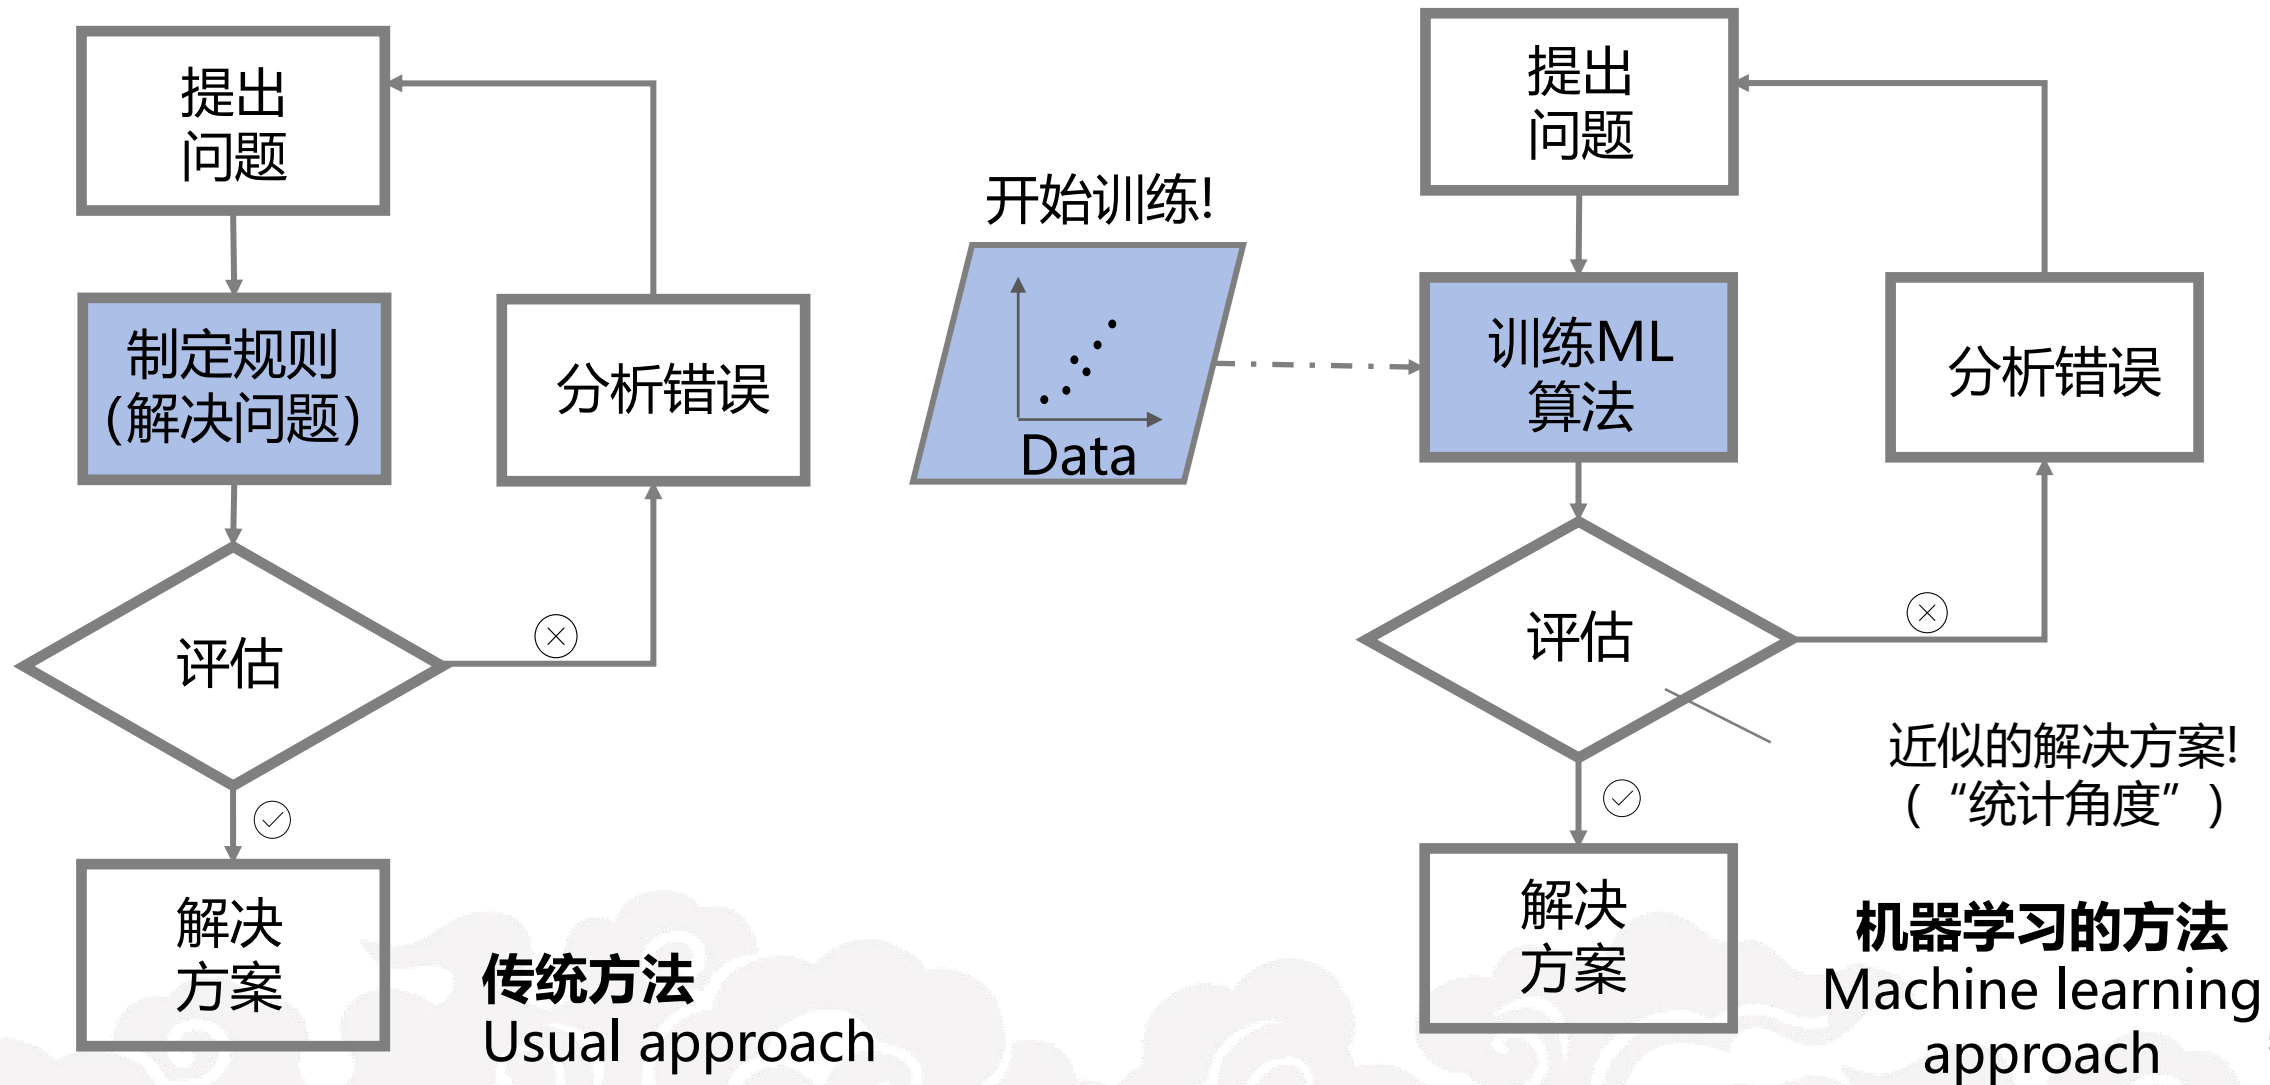 提出
问题
制定规则
(解决问题)
分析错误
评估
解决
方案
传统方法
Usual approach
开始训练!
Data
提出
问题
训练ML
算法
分析错误
评估
近似的解决方案!
(“统计角度”)
解决
方案
机器学习的方法
Machine learning
approach